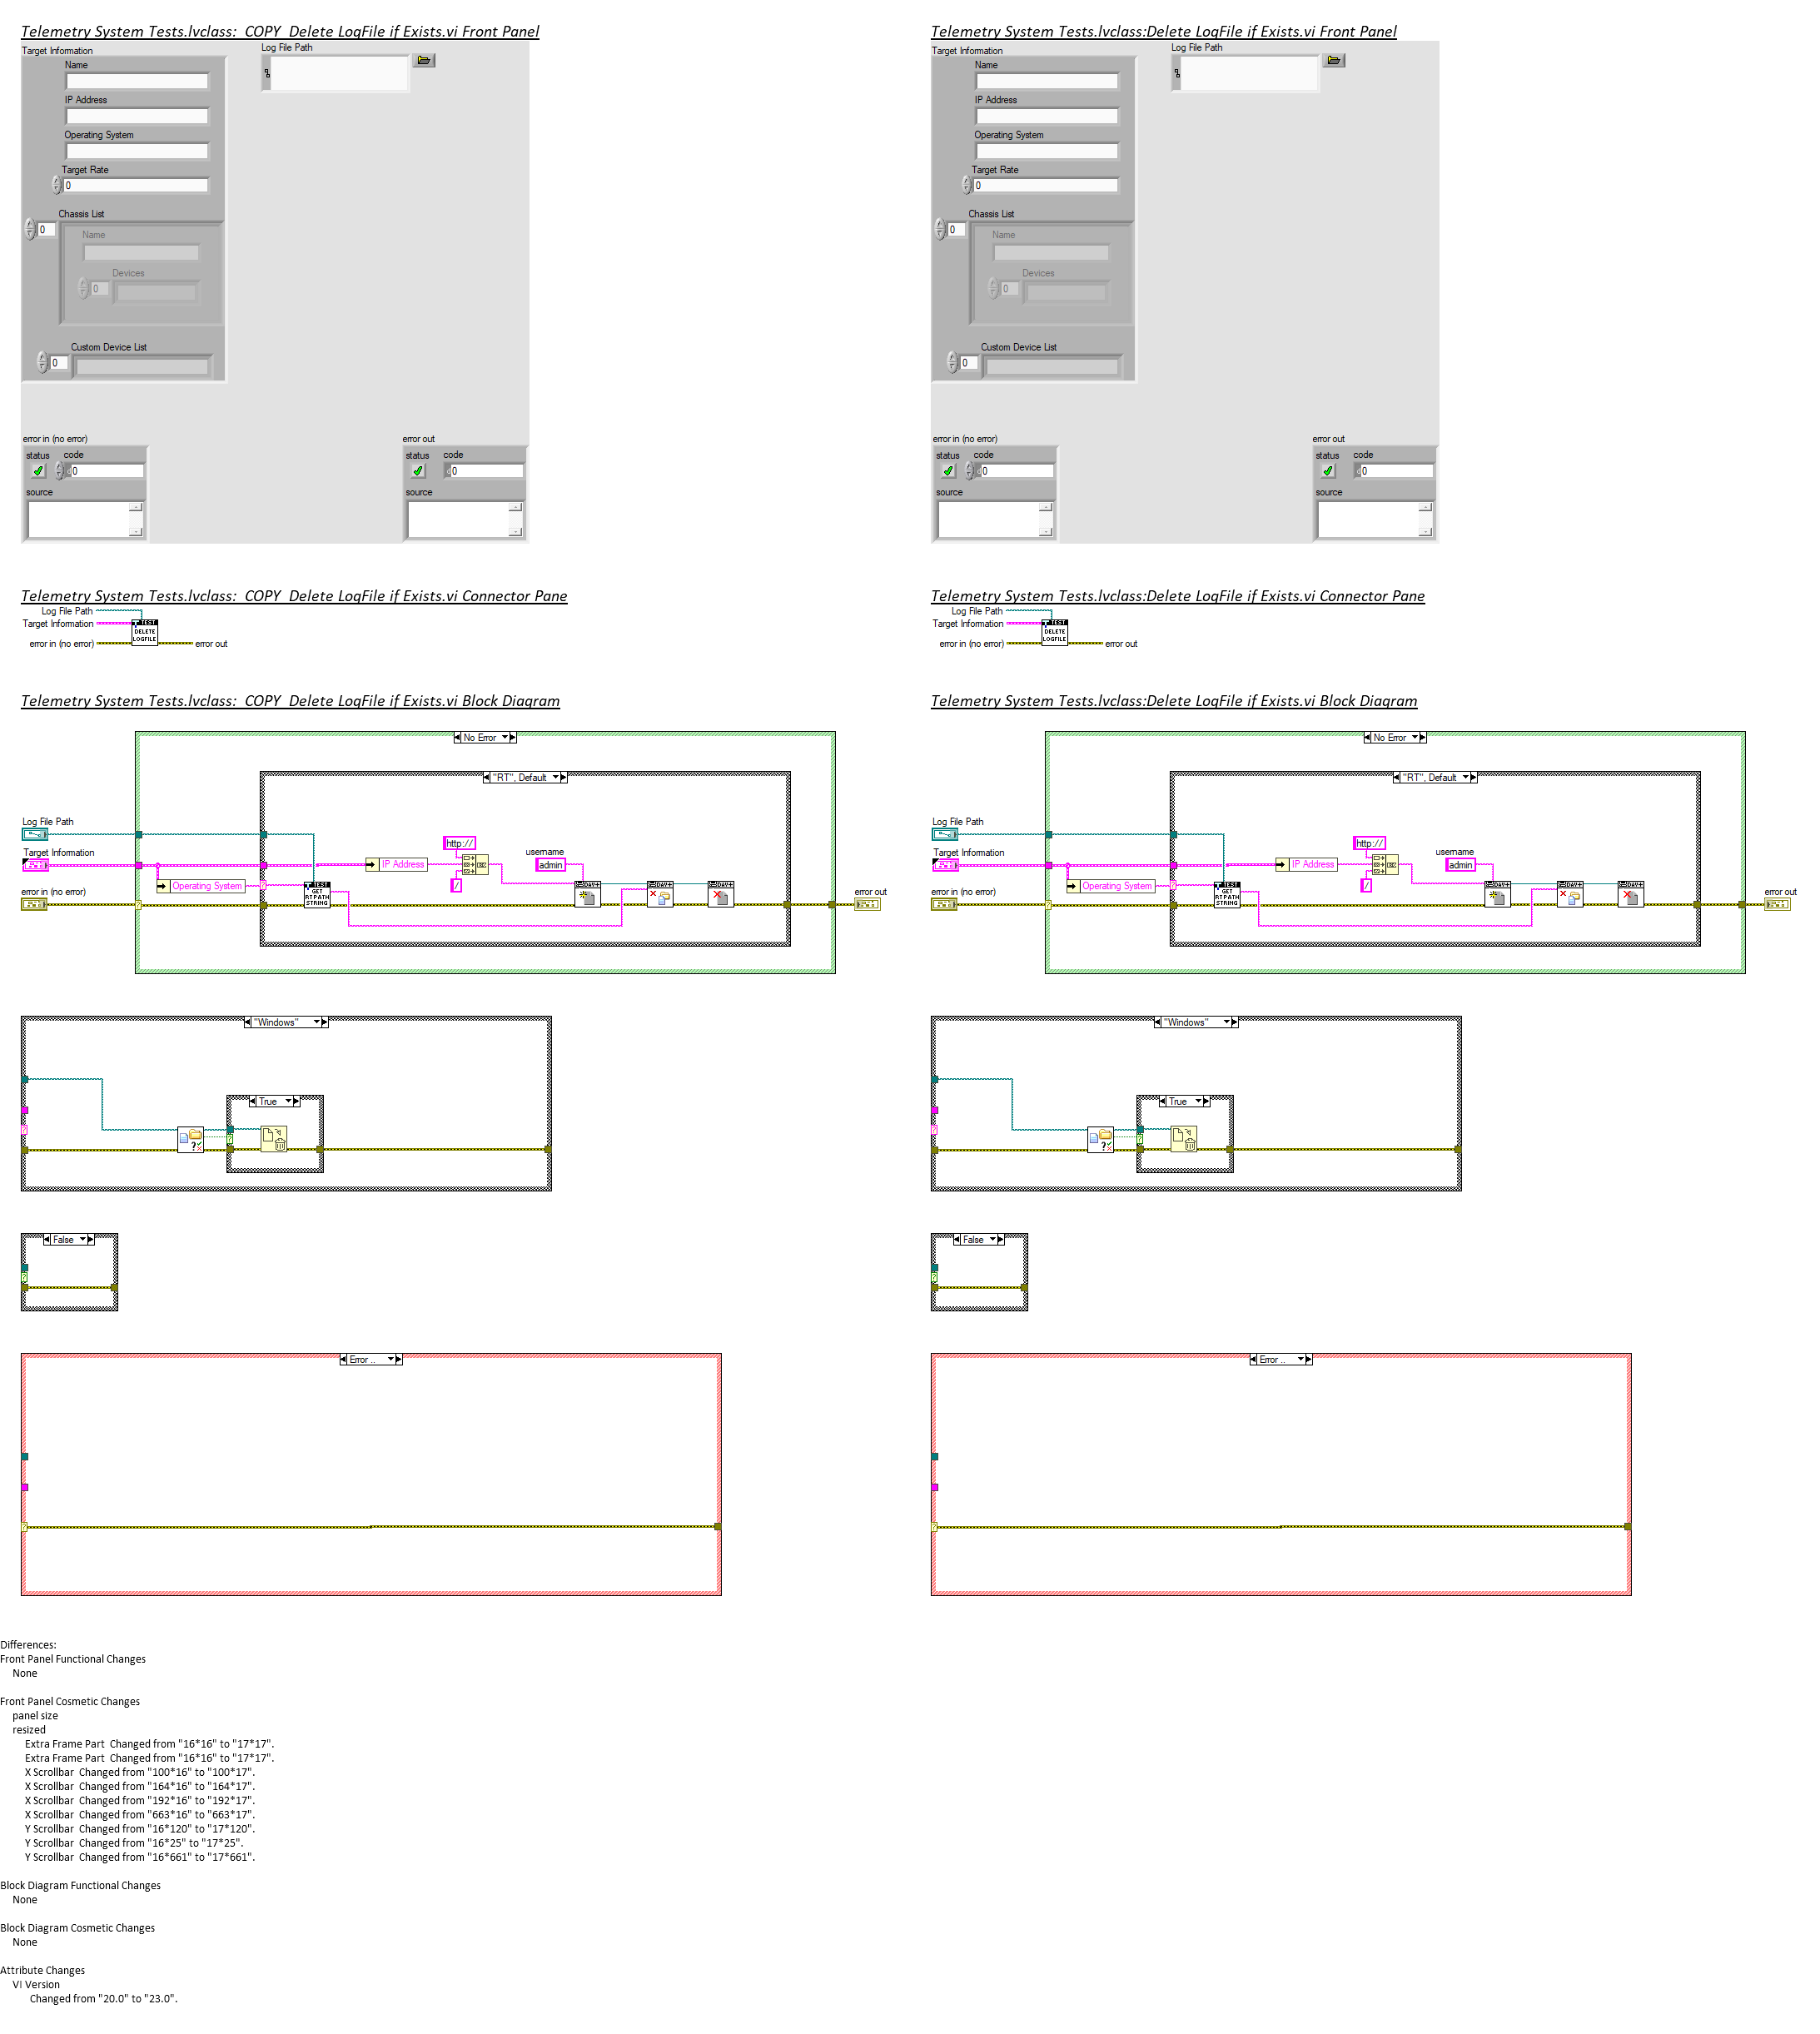 Telemetry System Tests.lvclass:  COPY  Delete LogFile if Exists.vi Front Panel
Target Information
Log File Path
Name
IP Address
Operating System
Target Rate
0
Chassis List
0
Name
Devices
0
Custom Device List
0
error in (no error)
error out
status
code
0
source
status
code
0
source
Telemetry System Tests.lvclass:Delete LogFile if Exists.vi Front Panel
Target Information
Log File Path
Name
IP Address
Operating System
Target Rate
0
Chassis List
0
Name
Devices
0
Custom Device List
0
error in (no error)
error out
status
code
0
source
status
code
0
source
Telemetry System Tests.lvclass:  COPY  Delete LogFile if Exists.vi Connector Pane
Log File Path
Target Information
error in (no error)
TEST
DELETE
LOGFILE
error out
Telemetry System Tests.lvclass:Delete LogFile if Exists.vi Connector Pane
Log File Path
Target Information
error in (no error)
TEST
DELETE
LOGFILE
error out
Telemetry System Tests.lvclass:  COPY  Delete LogFile if Exists.vi Block Diagram
No Error
"RT", Default
Log File Path
Target Information
error in (no error)
Operating System
TEST
GET
RT PATH
STRING
IP Address
http://
/
username
admin
DAV
DAV
DAV
error out
"Windows"
True
False
Error ..
Telemetry System Tests.lvclass:Delete LogFile if Exists.vi Block Diagram
No Error
"RT", Default
Log File Path
Target Information
error in (no error)
Operating System
TEST
GET
RT PATH
STRING
IP Address
http://
/
username
admin
DAV
DAV
DAV
error out
"Windows"
True
False
Error ..
Differences:
Front Panel Functional Changes
None
Front Panel Cosmetic Changes
panel size
resized
Extra Frame Part  Changed from "16*16" to "17*17".
Extra Frame Part  Changed from "16*16" to "17*17".
X Scrollbar  Changed from "100*16" to "100*17".
X Scrollbar  Changed from "164*16" to "164*17".
X Scrollbar  Changed from "192*16" to "192*17".
X Scrollbar  Changed from "663*16" to "663*17".
Y Scrollbar  Changed from "16*120" to "17*120".
Y Scrollbar  Changed from "16*25" to "17*25".
Y Scrollbar  Changed from "16*661" to "17*661".
Block Diagram Functional Changes
None
Block Diagram Cosmetic Changes
None
Attribute Changes
VI Version
Changed from "20.0" to "23.0".